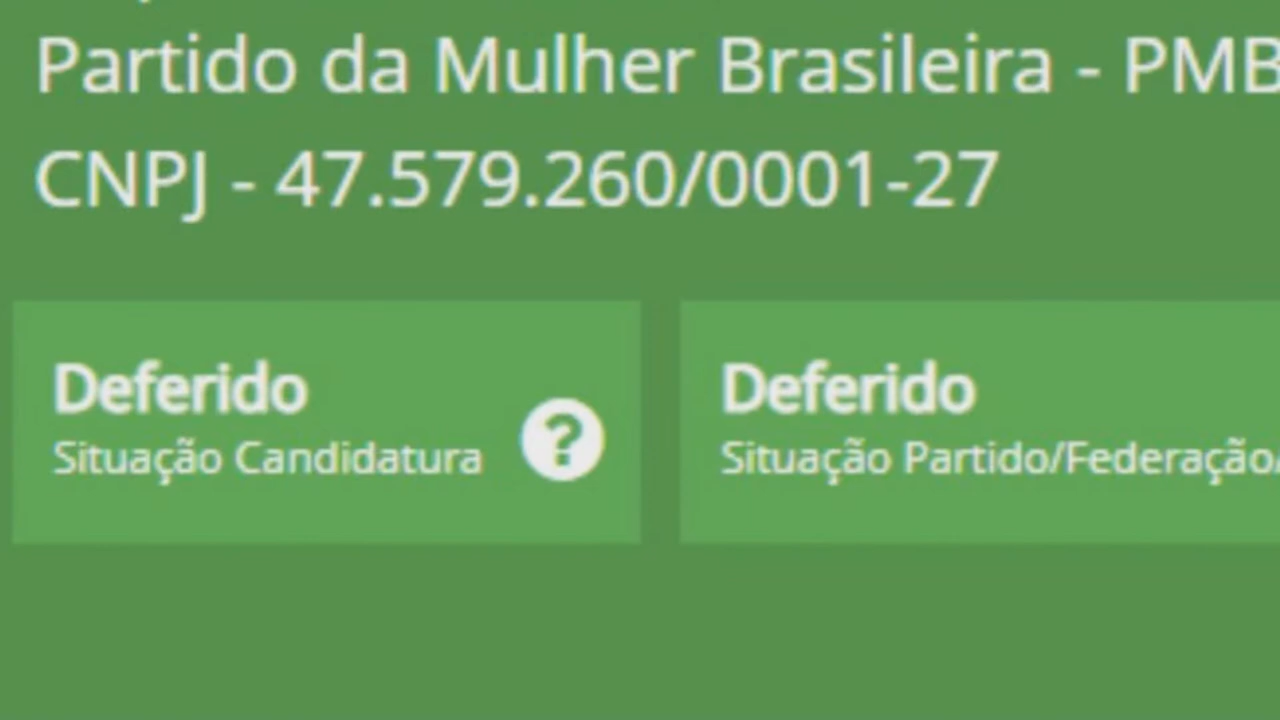 Partido da Mulher Brasileira - PMB
CNPJ - 47.579.260/0001-27
Deferido
Situação Candidatura
?
Deferido
Situação Partido/Federação/